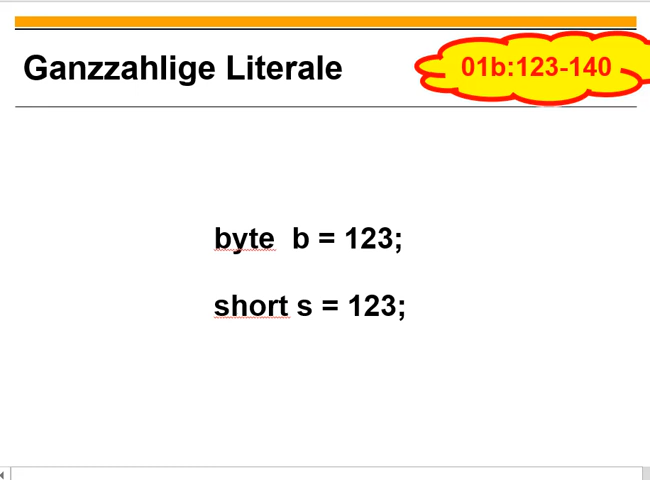 Ganzzahlige Literale
01b:123-140
byte b = 123;
short s = 123;